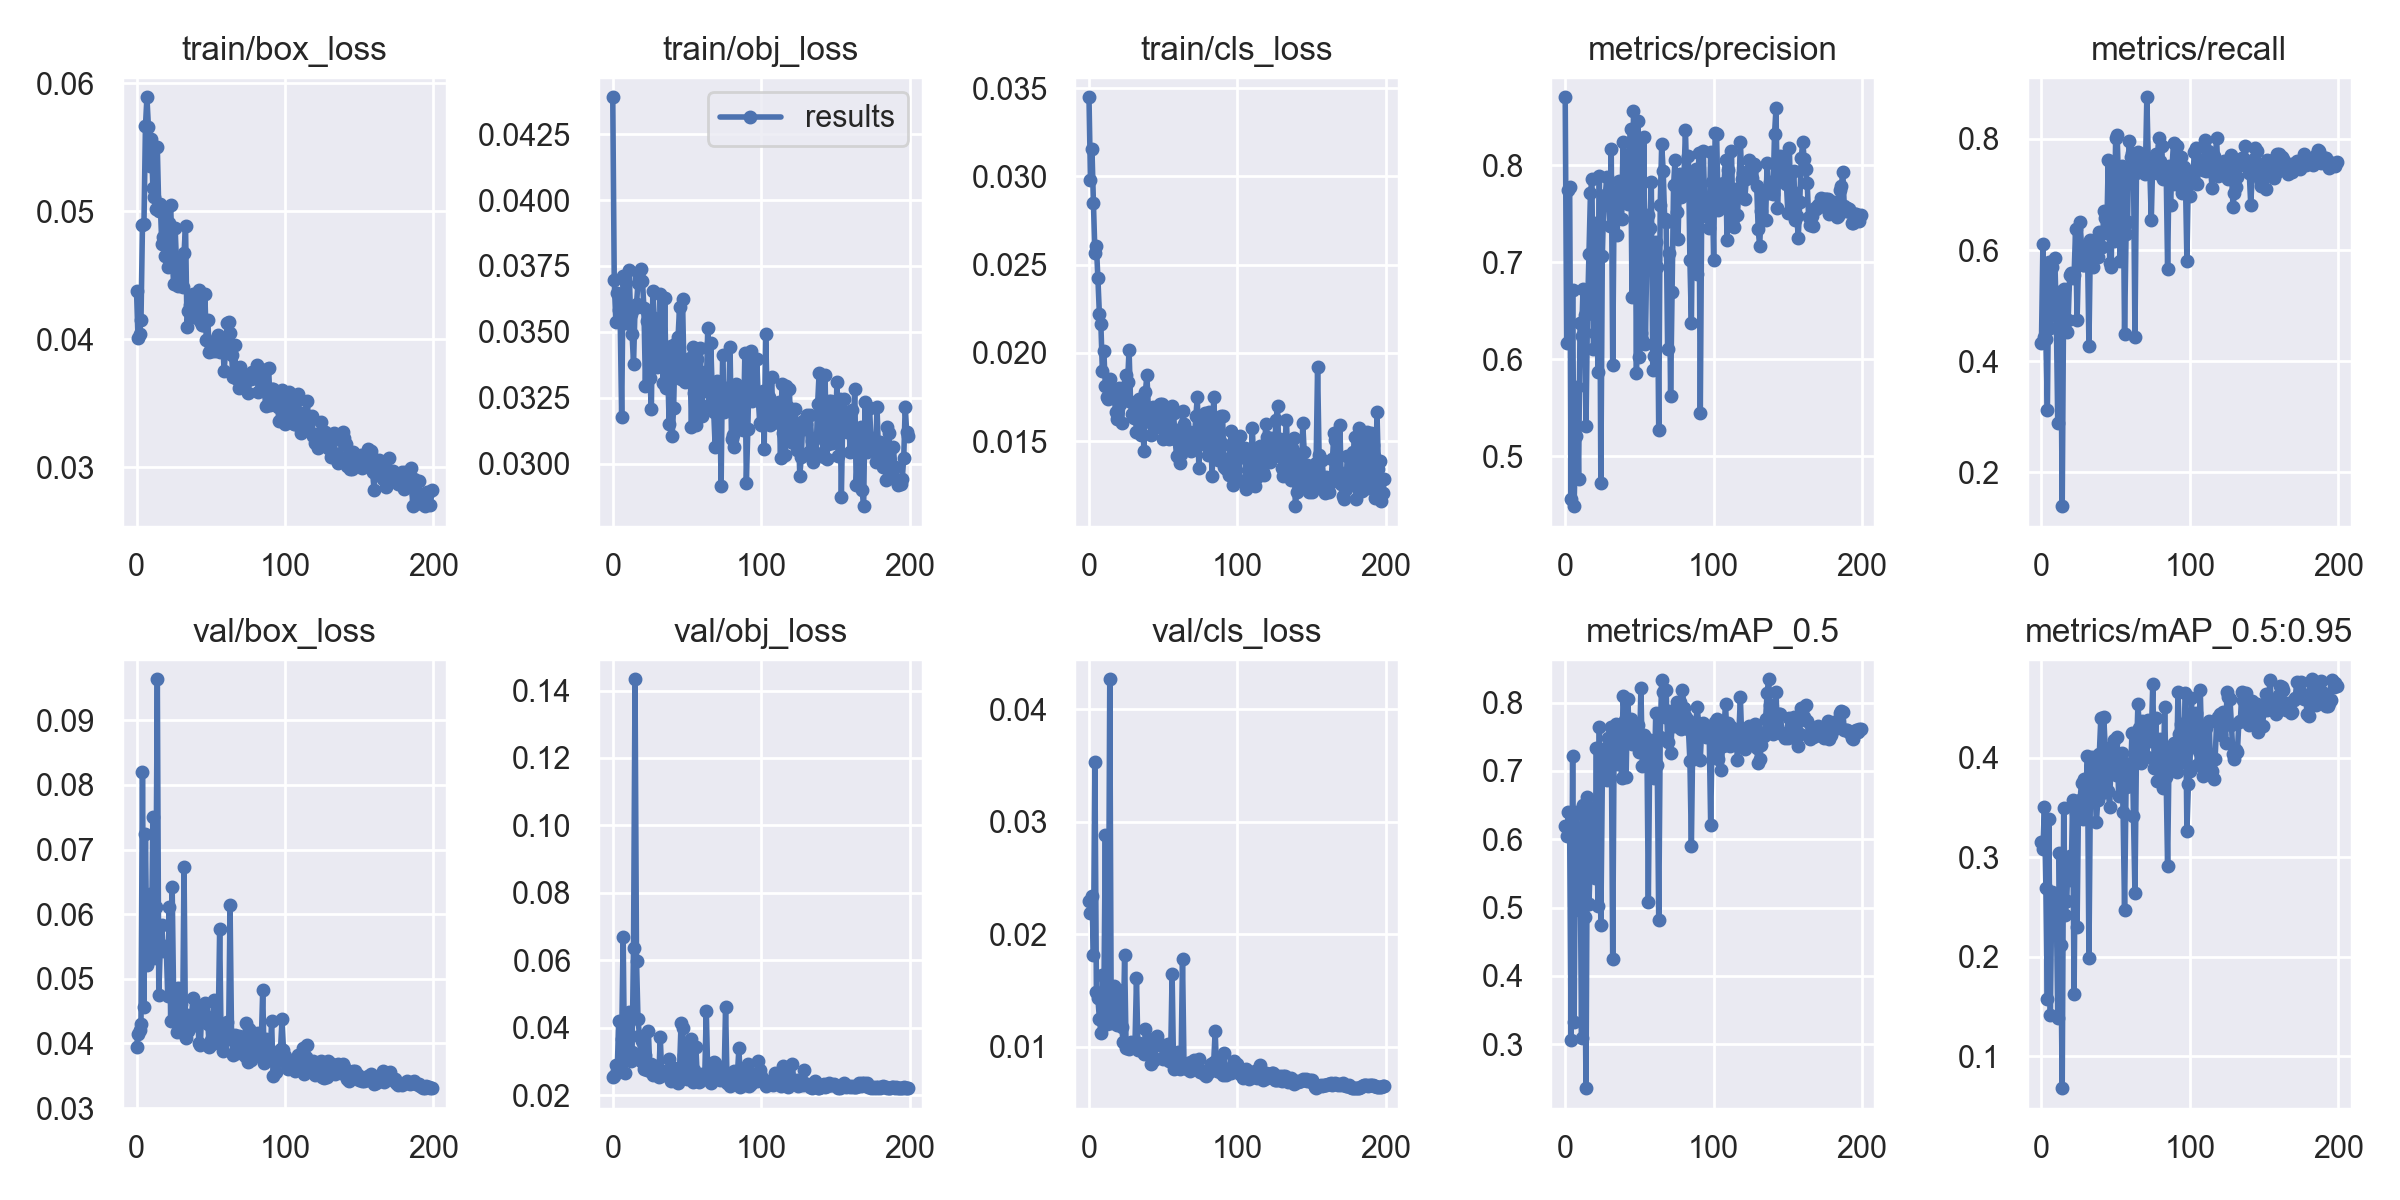 train/box_loss
0.06
0.05
0.04
0.03
0 100 200
train/obj_loss
results
0.0425
0.0400
0.0375
0.0350
0.0325
0.0300
0 100 200
train/cls_loss
0.035
0.030
0.025
0.020
0.015
0 100 200
metrics/precision
0.8
0.7
0.6
0.5
0 100 200
metrics/recall
0.8
0.6
0.4
0.2
0 100 200
val/box_loss
0.09
0.08
0.07
0.06
0.05
0.04
0.03
0 100 200
val/obj_loss
0.14
0.12
0.10
0.08
0.06
0.04
0.02
0 100 200
val/cls_loss
0.04
0.03
0.02
0.01
0 100 200
metrics/mAP_0.5
0.8
0.7
0.6
0.5
0.4
0.3
0 100 200
metrics/mAP_0.5:0.95
0.4
0.3
0.2
0.1
0 100 200